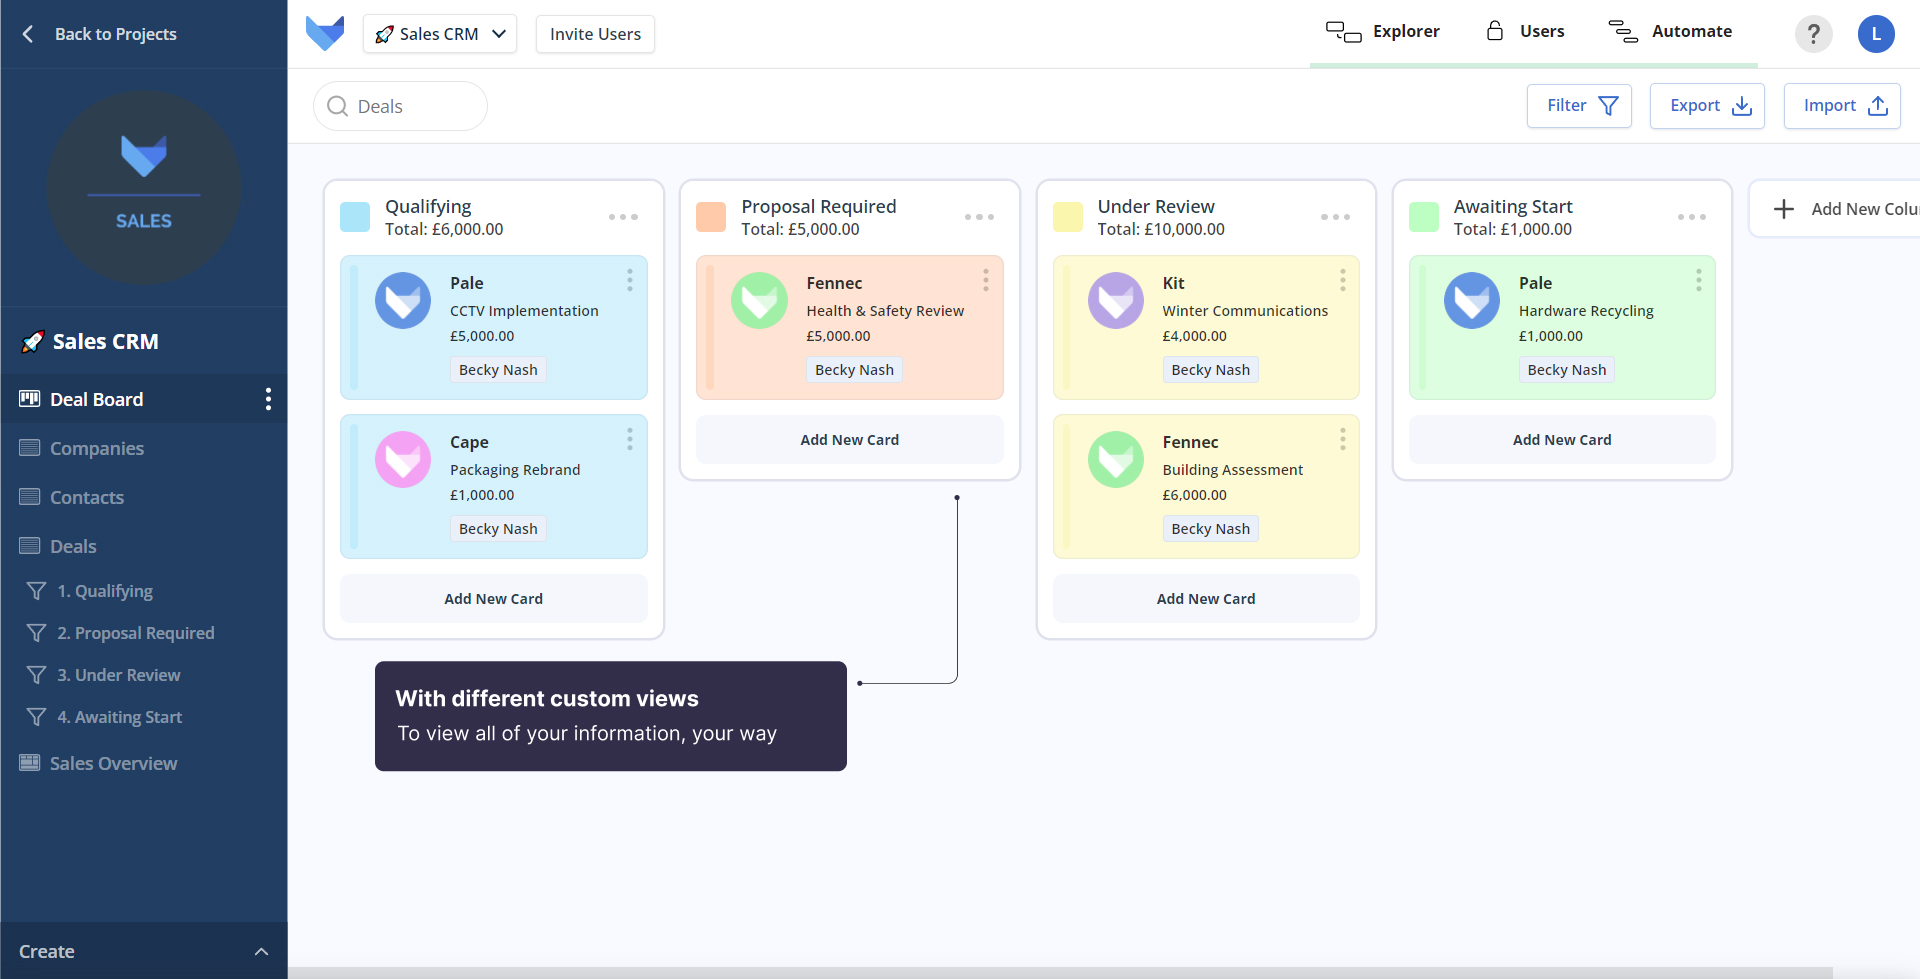 Back to Projects
SALES
Sales CRM
Deal Board
Companies
Contacts
Deals
1. Qualifying
2. Proposal Required
3. Under Review
4. Awaiting Start
Sales Overview
Create
Sales CRM
Invite Users
Explorer
Users
Automate
?
L
Deals
Filter
Export
Import
Qualifying
Total: £6,000.00
Pale
CCTV Implementation
£5,000.00
Becky Nash
Cape
Packaging Rebrand
£1,000.00
Becky Nash
Add New Card
Proposal Required
Total: £5,000.00
Fennec
Health & Safety Review
£5,000.00
Becky Nash
Add New Card
Under Review
Total: £10,000.00
Kit
Winter Communications
£4,000.00
Becky Nash
Fennec
Building Assessment
£6,000.00
Becky Nash
Add New Card
Awaiting Start
Total: £1,000.00
Pale
Hardware Recycling
£1,000.00
Becky Nash
Add New Card
Add New Colu
With different custom views
To view all of your information, your way